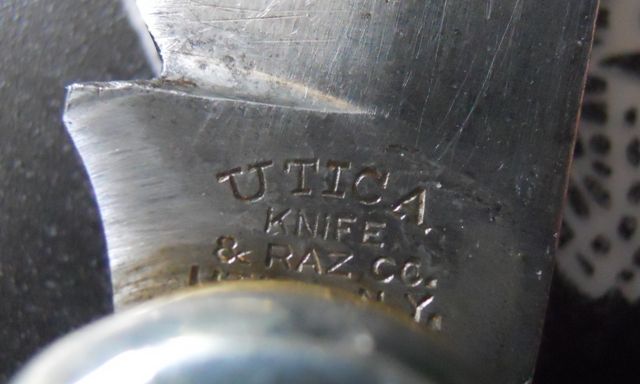 UTICA
KNIFE
& RAZ. CO.
N.Y.